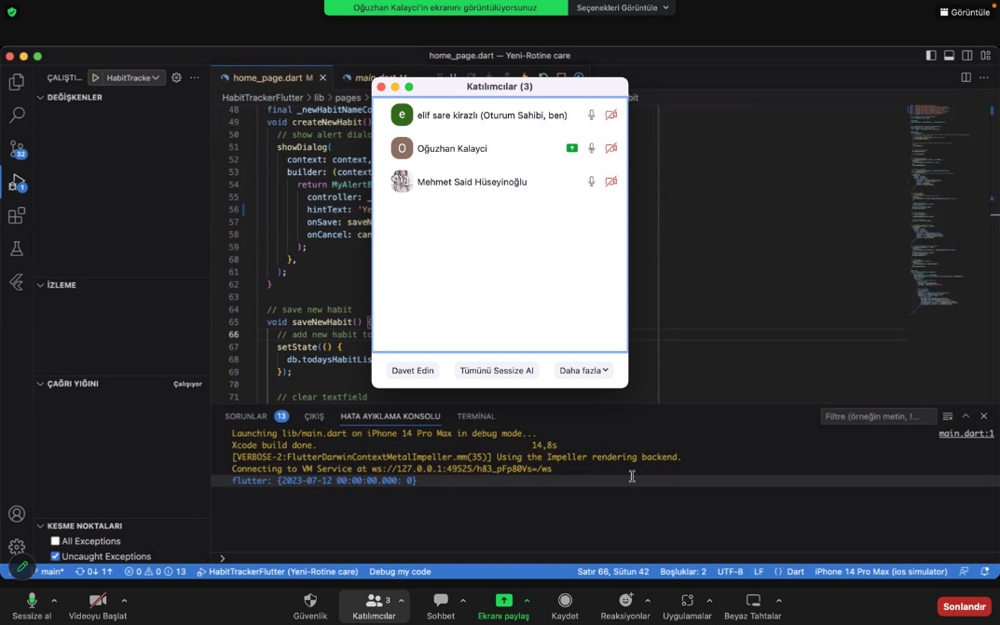 Oğuzhan Kalayci'in ekranını görüntülüyorsunuz
Seçenekleri Görüntüle
Görüntüle
home_page.dart — Yeni-Rotine care
ÇALIŞTI...
HabitTracke
home_page.dart M
main.dart M
DEĞİŞKENLER
HabitTrackerFlutter > lib > pages >
Katılımcılar (3)
e
elif sare kirazlı (Oturum Sahibi, ben)
O
Oğuzhan Kalayci
Mehmet Said Hüseyinoğlu
Davet Edin
Tümünü Sessize Al
Daha fazla
32
1
48 final _newHabitNameCo
49 void createNewHabit()
50 // show alert dialo
51 showDialog(
52 context: context,
53 builder: (context
54 return MyAlertB
55 controller: _
56 hintText: 'Ye
57 onSave: saveN
58 onCancel: can
59 );
60 },
61 );
62 }
63
64 // save new habit
65 void saveNewHabit() {
66 // add new habit to
67 setState(() {
68 db.todaysHabitLis
69 });
70
71 // clear textfield
İZLEME
ÇAĞRI YIĞINI
Çalışıyor
SORUNLAR 13
ÇIKIŞ
HATA AYIKLAMA KONSOLU
TERMİNAL
Filtre (örneğin metin, !...
Launching lib/main.dart on iPhone 14 Pro Max in debug mode...
main.dart:1
Xcode build done. 14,8s
[VERBOSE-2:FlutterDarwinContextMetalImpeller.mm(35)] Using the Impeller rendering backend.
Connecting to VM Service at ws://127.0.0.1:49525/h83_pFp80Vs=/ws
flutter: {2023-07-12 00:00:00.000: 0}
KESME NOKTALARI
All Exceptions
Uncaught Exceptions
main*
0↓ 1↑
0 0 13
HabitTrackerFlutter (Yeni-Rotine care)
Debug my code
Satır 66, Sütun 42
Boşluklar: 2
UTF-8
LF
{} Dart
iPhone 14 Pro Max (ios simulator)
Sessize al
Videoyu Başlat
Güvenlik
3
Katılımcılar
Sohbet
Ekranı paylaş
Kaydet
Reaksiyonlar
Uygulamalar
Beyaz Tahtalar
Sonlandır